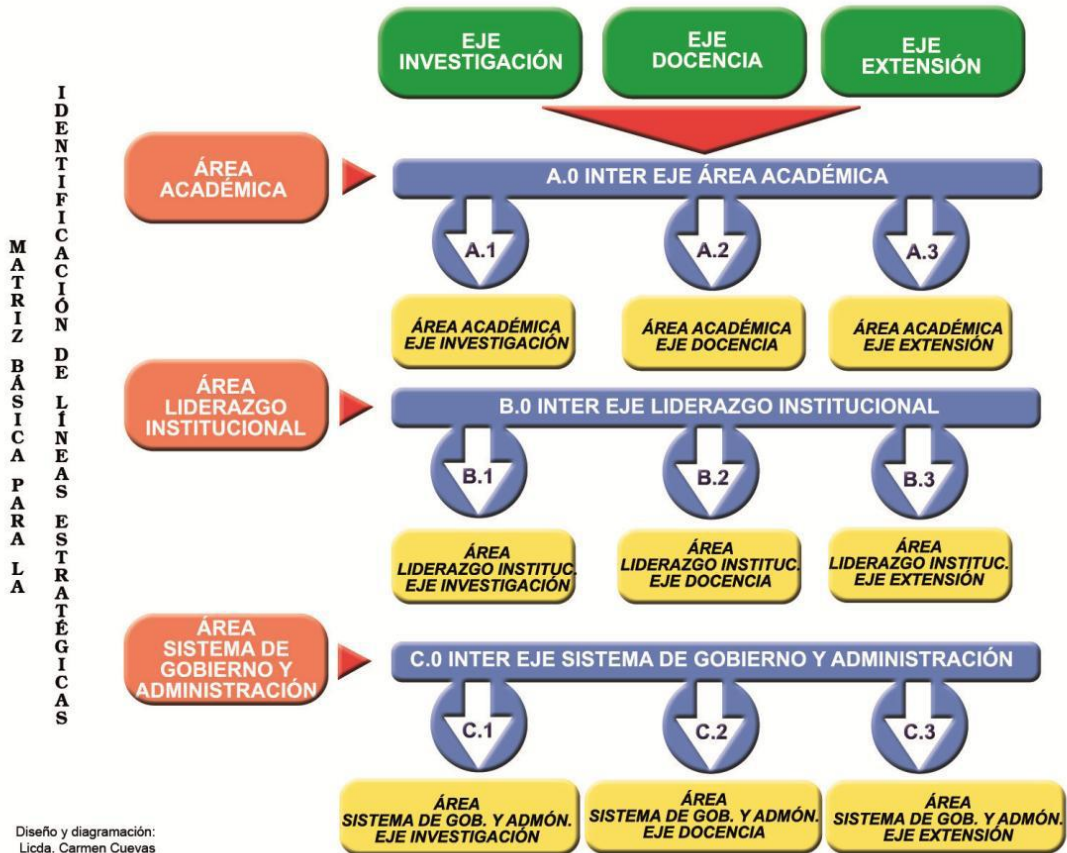 MATRIZ BÁSICA PARA LA
IDENTIFICACIÓN DE LÍNEAS ESTRATÉGICAS
EJE
INVESTIGACIÓN
EJE
DOCENCIA
EJE
EXTENSIÓN
ÁREA
ACADÉMICA
A.0 INTER EJE ÁREA ACADÉMICA
A.1
A.2
A.3
ÁREA ACADÉMICA
EJE INVESTIGACIÓN
ÁREA ACADÉMICA
EJE DOCENCIA
ÁREA ACADÉMICA
EJE EXTENSIÓN
ÁREA
LIDERAZGO
INSTITUCIONAL
B.0 INTER EJE LIDERAZGO INSTITUCIONAL
B.1
B.2
B.3
ÁREA
LIDERAZGO INSTITUC.
EJE INVESTIGACIÓN
ÁREA
LIDERAZGO INSTITUC.
EJE DOCENCIA
ÁREA
LIDERAZGO INSTITUC.
EJE EXTENSIÓN
ÁREA
SISTEMA DE
GOBIERNO Y
ADMINISTRACIÓN
C.0 INTER EJE SISTEMA DE GOBIERNO Y ADMINISTRACIÓN
C.1
C.2
C.3
ÁREA
SISTEMA DE GOB. Y ADMÓN.
EJE INVESTIGACIÓN
ÁREA
SISTEMA DE GOB. Y ADMÓN.
EJE DOCENCIA
ÁREA
SISTEMA DE GOB. Y ADMÓN.
EJE EXTENSIÓN
Diseño y diagramación:
Licda. Carmen Cuevas